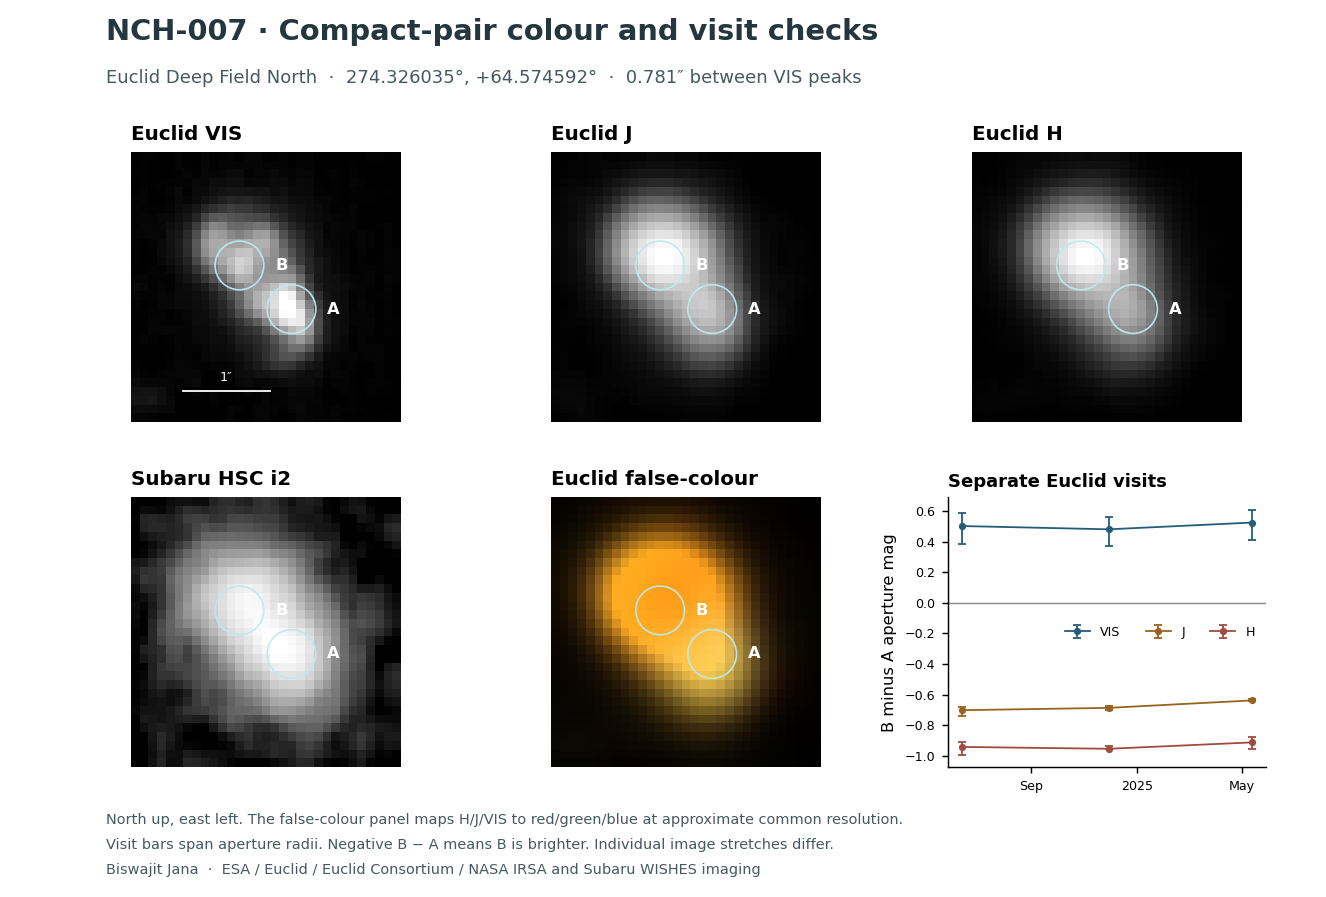 NCH-007 · Compact-pair colour and visit checks
Euclid Deep Field North · 274.326035°, +64.574592° · 0.781″ between VIS peaks
Euclid VIS
Euclid J
Euclid H
B
A
1″
B
A
B
A
Subaru HSC i2
Euclid false-colour
Separate Euclid visits
B
A
B
A
B minus A aperture mag
0.6
0.4
0.2
0.0
−0.2
−0.4
−0.6
−0.8
−1.0
VIS J H
Sep 2025 May
North up, east left. The false-colour panel maps H/J/VIS to red/green/blue at approximate common resolution.
Visit bars span aperture radii. Negative B − A means B is brighter. Individual image stretches differ.
Biswajit Jana · ESA / Euclid / Euclid Consortium / NASA IRSA and Subaru WISHES imaging